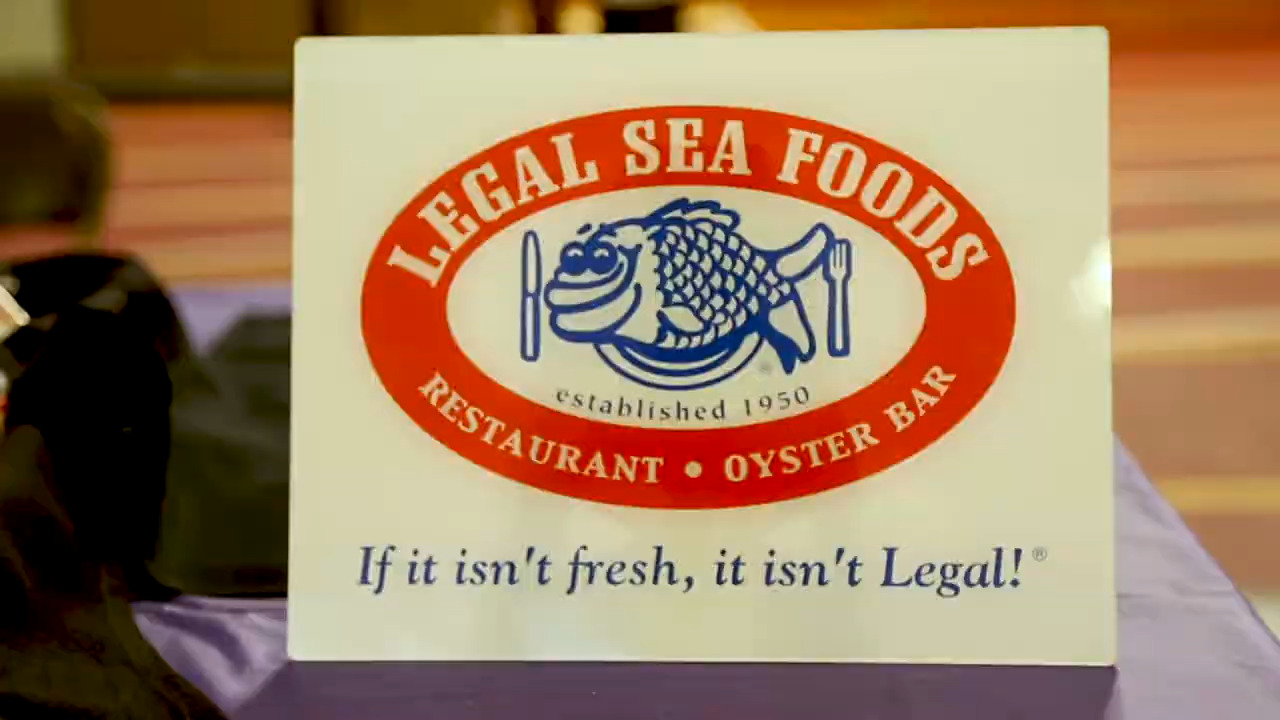 LEGAL SEA FOODS
established 1950
RESTAURANT • OYSTER BAR
If it isn't fresh, it isn't Legal!®